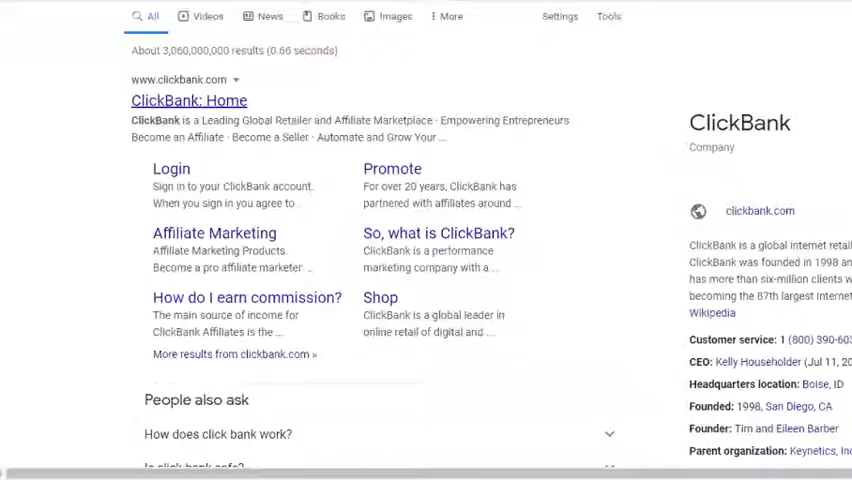 All Videos News Books Images More Settings Tools
About 3,060,000,000 results (0.66 seconds)
www.clickbank.com
ClickBank: Home
ClickBank is a Leading Global Retailer and Affiliate Marketplace · Empowering Entrepreneurs
Become an Affiliate · Become a Seller · Automate and Grow Your ...
Login
Sign in to your ClickBank account.
When you sign in you agree to ...
Promote
For over 20 years, ClickBank has
partnered with affiliates around ...
Affiliate Marketing
Affiliate Marketing Products.
Become a pro affiliate marketer ...
So, what is ClickBank?
ClickBank is a performance
marketing company with a ...
How do I earn commission?
The main source of income for
ClickBank Affiliates is the ...
Shop
ClickBank is a global leader in
online retail of digital and ...
More results from clickbank.com »
People also ask
How does click bank work?
Is click bank safe?
ClickBank
Company
clickbank.com
ClickBank is a global internet retail
ClickBank was founded in 1998 an
has more than six-million clients w
becoming the 87th largest Internet
Wikipedia
Customer service: 1 (800) 390-603
CEO: Kelly Householder (Jul 11, 20
Headquarters location: Boise, ID
Founded: 1998, San Diego, CA
Founder: Tim and Eileen Barber
Parent organization: Keynetics, Inc